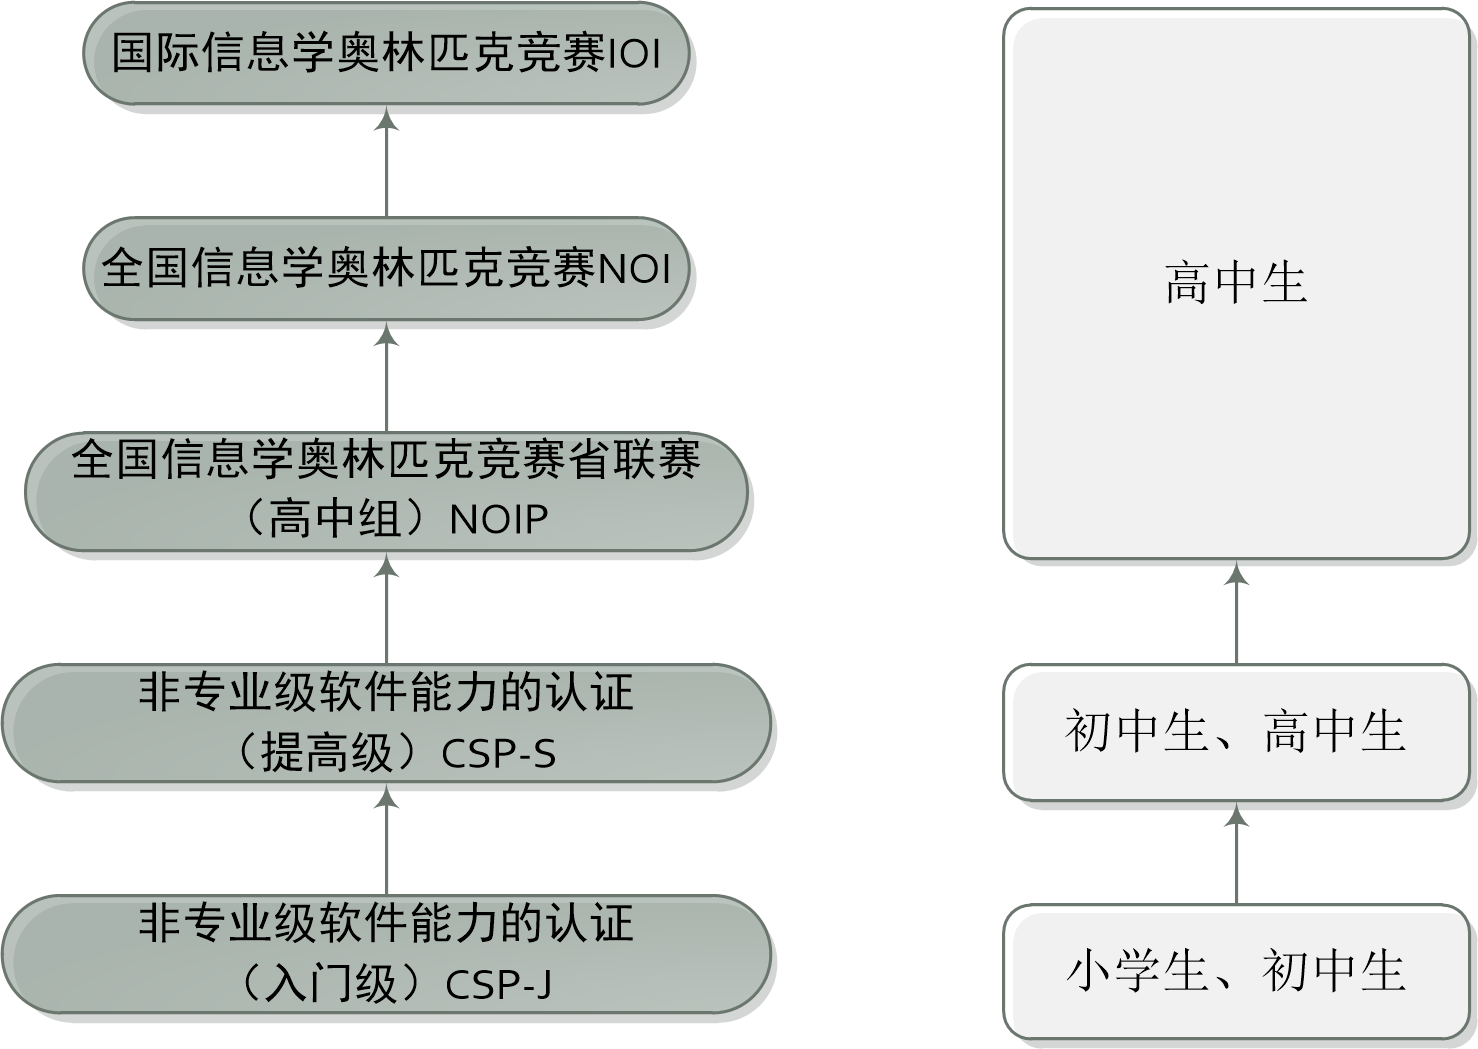 国际信息学奥林匹克竞赛IOI
全国信息学奥林匹克竞赛NOI
全国信息学奥林匹克竞赛省联赛
（高中组）NOIP
非专业级软件能力的认证
（提高级）CSP-S
非专业级软件能力的认证
（入门级）CSP-J
高中生
初中生、高中生
小学生、初中生